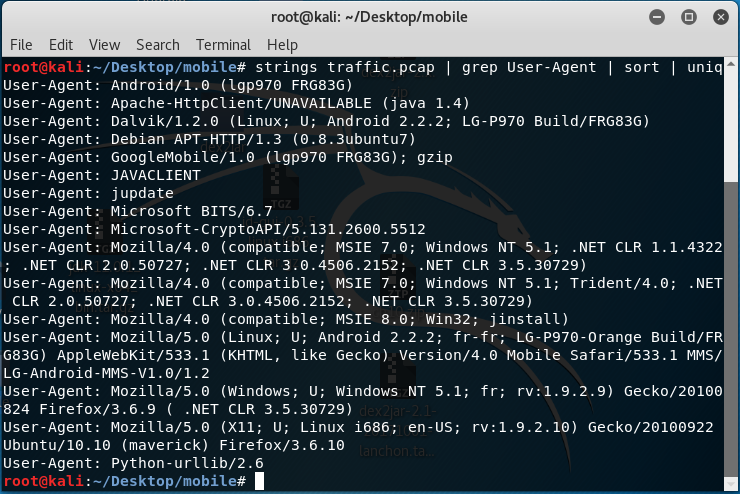 root@kali: ~/Desktop/mobile
File Edit View Search Terminal Help
root@kali:~/Desktop/mobile# strings traffic.pcap | grep User-Agent | sort | uniq
User-Agent: Android/1.0 (lgp970 FRG83G)
User-Agent: Apache-HttpClient/UNAVAILABLE (java 1.4)
User-Agent: Dalvik/1.2.0 (Linux; U; Android 2.2.2; LG-P970 Build/FRG83G)
User-Agent: Debian APT-HTTP/1.3 (0.8.3ubuntu7)
User-Agent: GoogleMobile/1.0 (lgp970 FRG83G); gzip
User-Agent: JAVACLIENT
User-Agent: jupdate
User-Agent: Microsoft BITS/6.7
User-Agent: Microsoft-CryptoAPI/5.131.2600.5512
User-Agent: Mozilla/4.0 (compatible; MSIE 7.0; Windows NT 5.1; .NET CLR 1.1.4322
; .NET CLR 2.0.50727; .NET CLR 3.0.4506.2152; .NET CLR 3.5.30729)
User-Agent: Mozilla/4.0 (compatible; MSIE 7.0; Windows NT 5.1; Trident/4.0; .NET
CLR 2.0.50727; .NET CLR 3.0.4506.2152; .NET CLR 3.5.30729)
User-Agent: Mozilla/4.0 (compatible; MSIE 8.0; Win32; jinstall)
User-Agent: Mozilla/5.0 (Linux; U; Android 2.2.2; fr-fr; LG-P970-Orange Build/FR
G83G) AppleWebKit/533.1 (KHTML, like Gecko) Version/4.0 Mobile Safari/533.1 MMS/
LG-Android-MMS-V1.0/1.2
User-Agent: Mozilla/5.0 (Windows; U; Windows NT 5.1; fr; rv:1.9.2.9) Gecko/20100
824 Firefox/3.6.9 ( .NET CLR 3.5.30729)
User-Agent: Mozilla/5.0 (X11; U; Linux i686; en-US; rv:1.9.2.10) Gecko/20100922
Ubuntu/10.10 (maverick) Firefox/3.6.10
User-Agent: Python-urllib/2.6
root@kali:~/Desktop/mobile#
TGZ
dex2jar-2.1-
lanchon.ta...